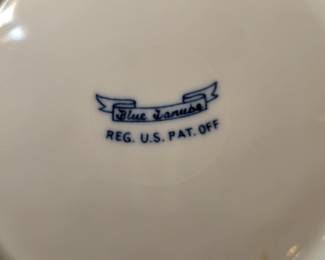 Blue Danube
REG. U.S. PAT. OFF